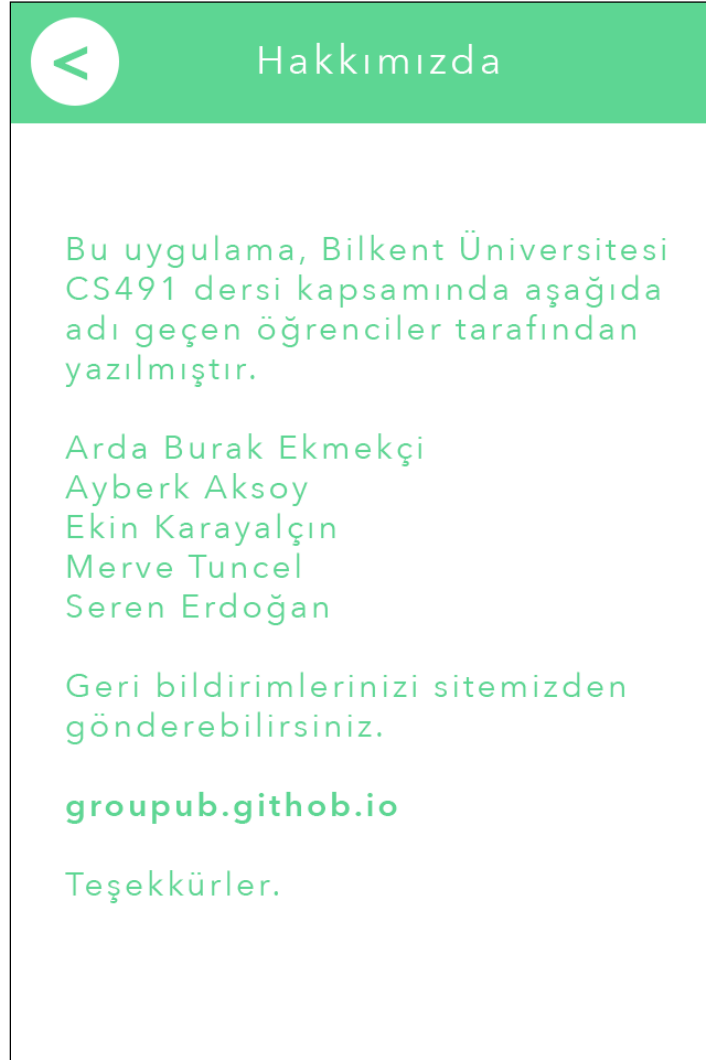 <
Hakkımızda
Bu uygulama, Bilkent Üniversitesi
CS491 dersi kapsamında aşağıda
adı geçen öğrenciler tarafından
yazılmıştır.
Arda Burak Ekmekçi
Ayberk Aksoy
Ekin Karayalçın
Merve Tuncel
Seren Erdoğan
Geri bildirimlerinizi sitemizden
gönderebilirsiniz.
groupub.githob.io
Teşekkürler.